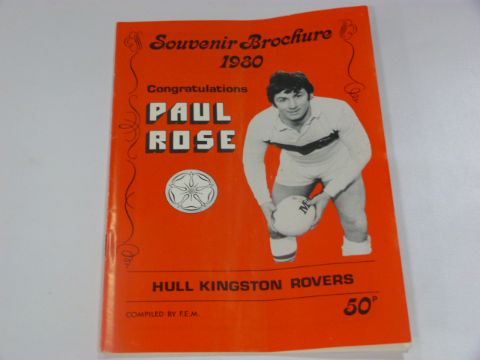 Souvenir Brochure
1980
Congratulations
PAUL
ROSE
M
HULL KINGSTON ROVERS
COMPILED BY F.E.M.
50P